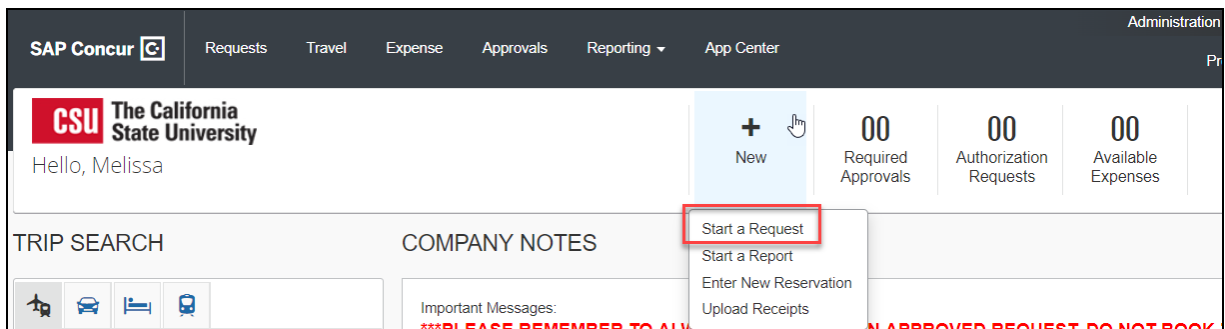 Administration
SAP Concur C
Requests
Travel
Expense
Approvals
Reporting
App Center
Pr
CSU The California
State University
Hello, Melissa
+
New
00
Required
Approvals
00
Authorization
Requests
00
Available
Expenses
TRIP SEARCH
COMPANY NOTES
Start a Request
Start a Report
Enter New Reservation
Upload Receipts
Important Messages:
***PLEASE REMEMBER TO N APPROVED REQUEST. DO NOT BOOK